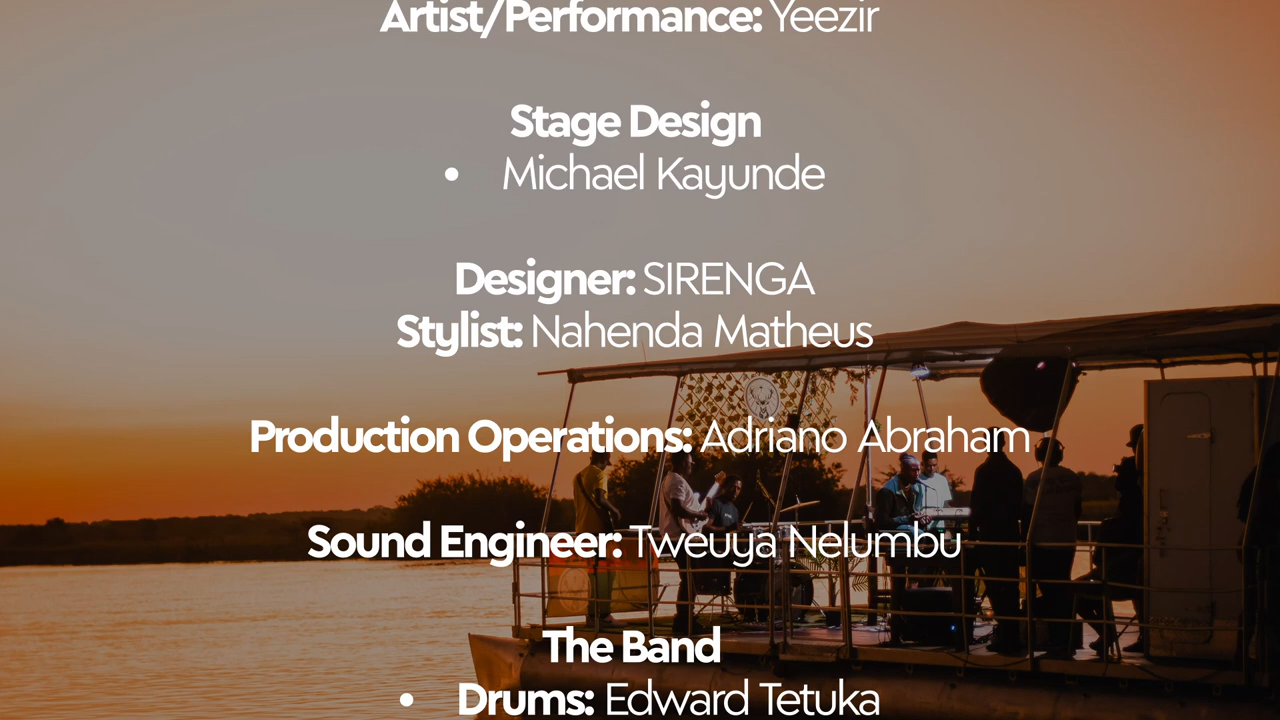 Artist/Performance: Yeezir
Stage Design
• Michael Kayunde
Designer: SIRENGA
Stylist: Nahenda Matheus
Production Operations: Adriano Abraham
Sound Engineer: Tweuya Nelumbu
The Band
• Drums: Edward Tetuka